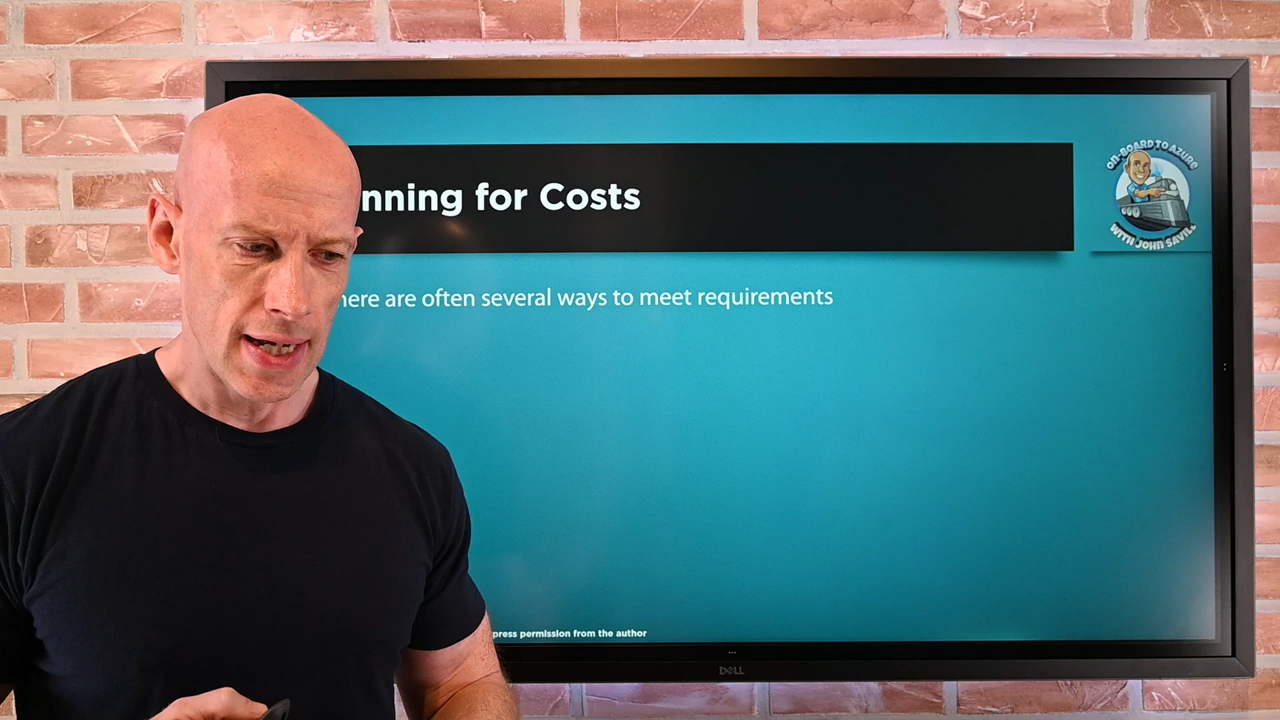 nning for Costs
ON-BOARD TO AZURE
WITH JOHN SAVILL
here are often several ways to meet requirements
press permission from the author
DELL